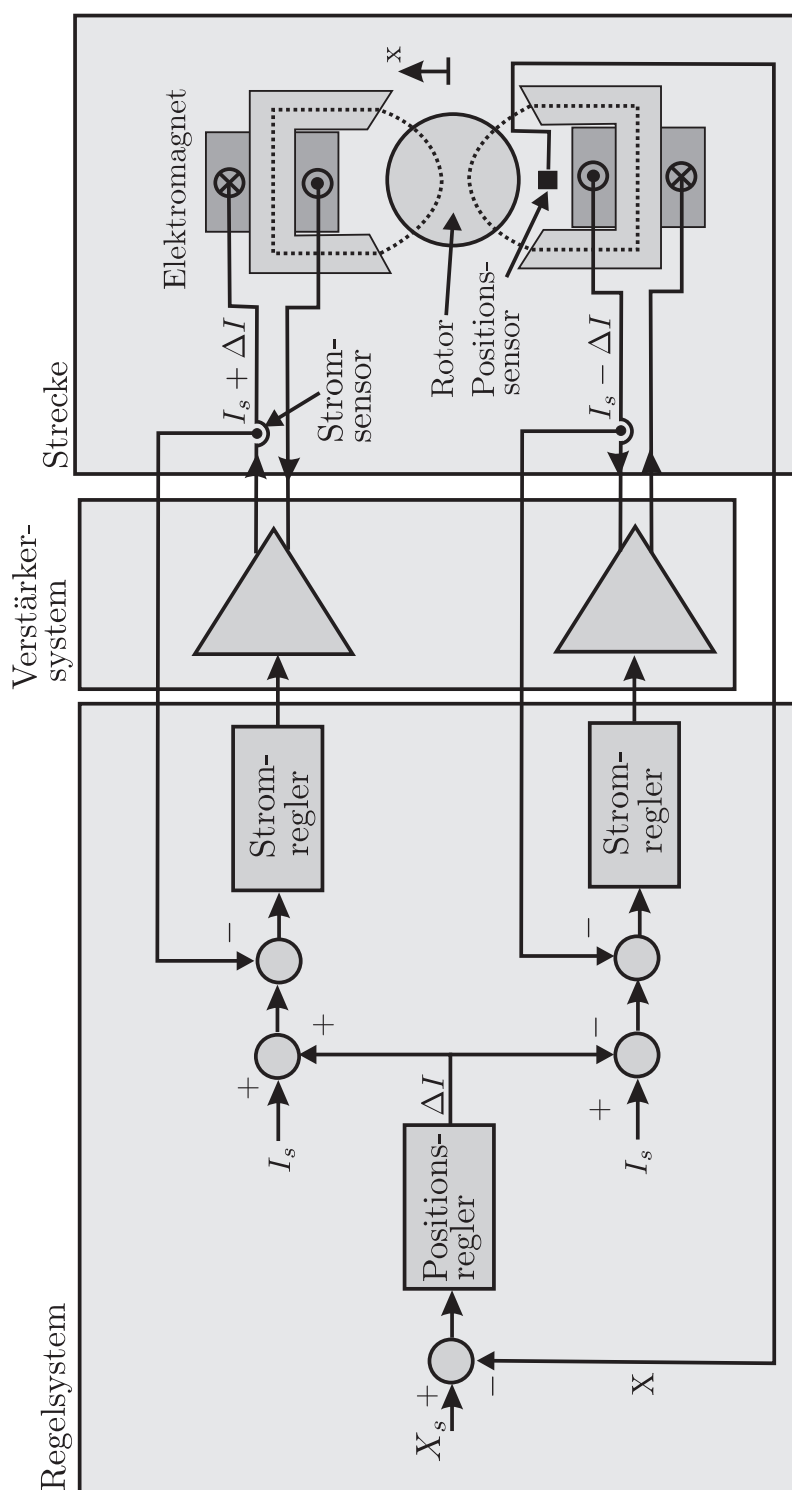 Regelsystem
Verstärker-
system
Strecke
Elektromagnet
x
I_s + ΔI
Strom-
sensor
Rotor
Positions-
sensor
I_s − ΔI
Strom-
regler
−
+
+
I_s
Strom-
regler
−
−
+
I_s
ΔI
Positions-
regler
X_s
+
−
X